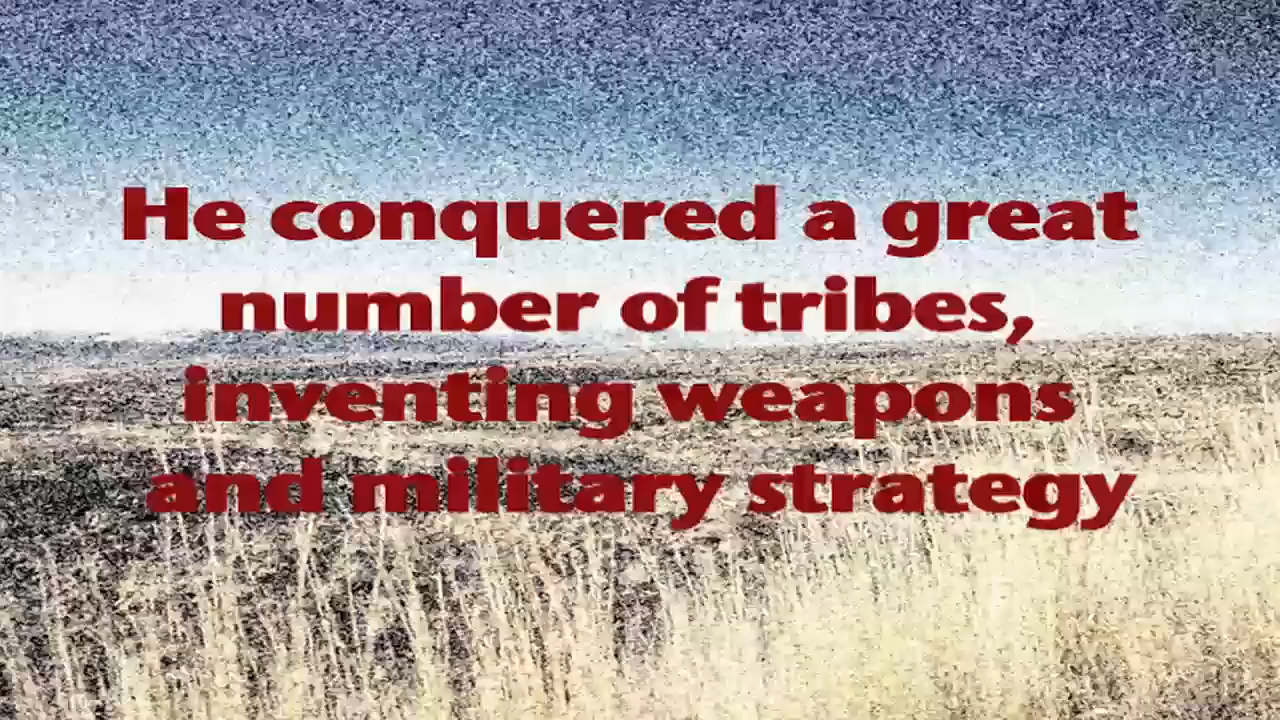 He conquered a great
number of tribes,
inventing weapons
and military strategy